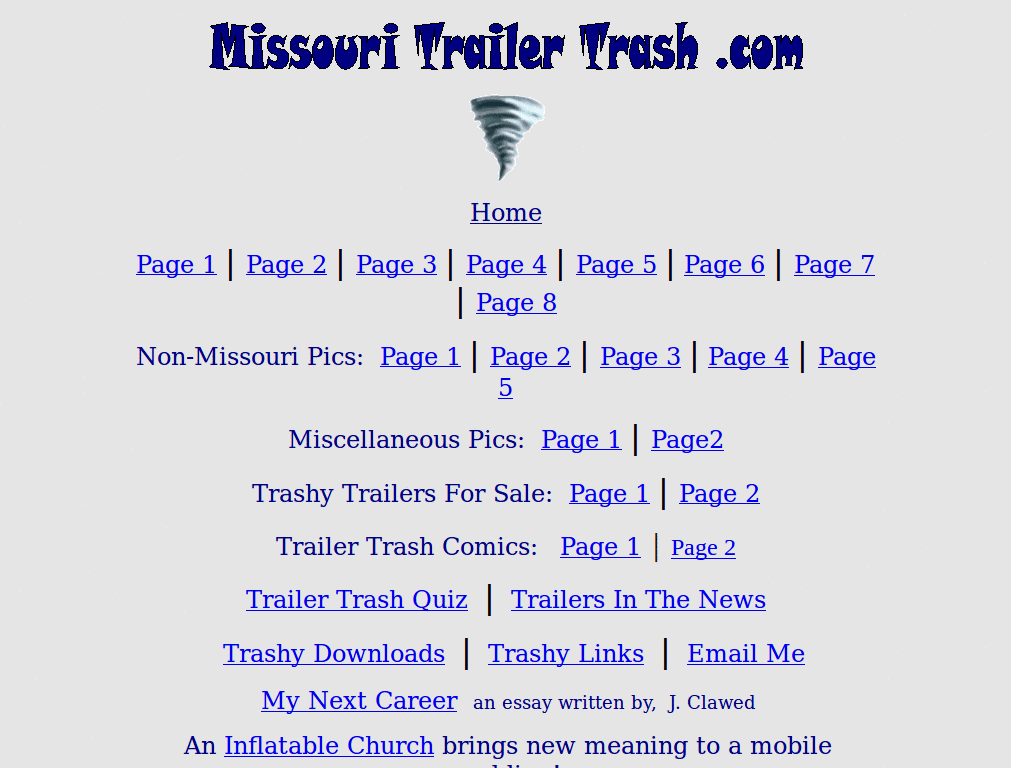 Missouri Trailer Trash .com
Home
Page 1 | Page 2 | Page 3 | Page 4 | Page 5 | Page 6 | Page 7
| Page 8
Non-Missouri Pics: Page 1 | Page 2 | Page 3 | Page 4 | Page
5
Miscellaneous Pics: Page 1 | Page2
Trashy Trailers For Sale: Page 1 | Page 2
Trailer Trash Comics: Page 1 | Page 2
Trailer Trash Quiz | Trailers In The News
Trashy Downloads | Trashy Links | Email Me
My Next Career an essay written by, J. Clawed
An Inflatable Church brings new meaning to a mobile